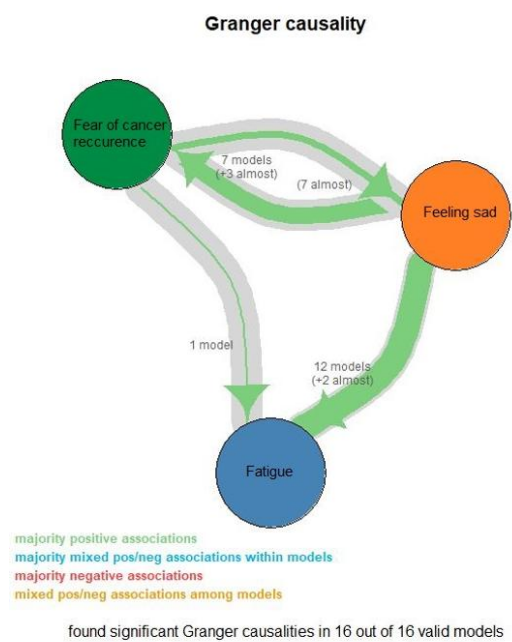 Granger causality
Fear of cancer
reccurence
7 models
(+3 almost)
(7 almost)
Feeling sad
1 model
12 models
(+2 almost)
Fatigue
majority positive associations
majority mixed pos/neg associations within models
majority negative associations
mixed pos/neg associations among models
found significant Granger causalities in 16 out of 16 valid models